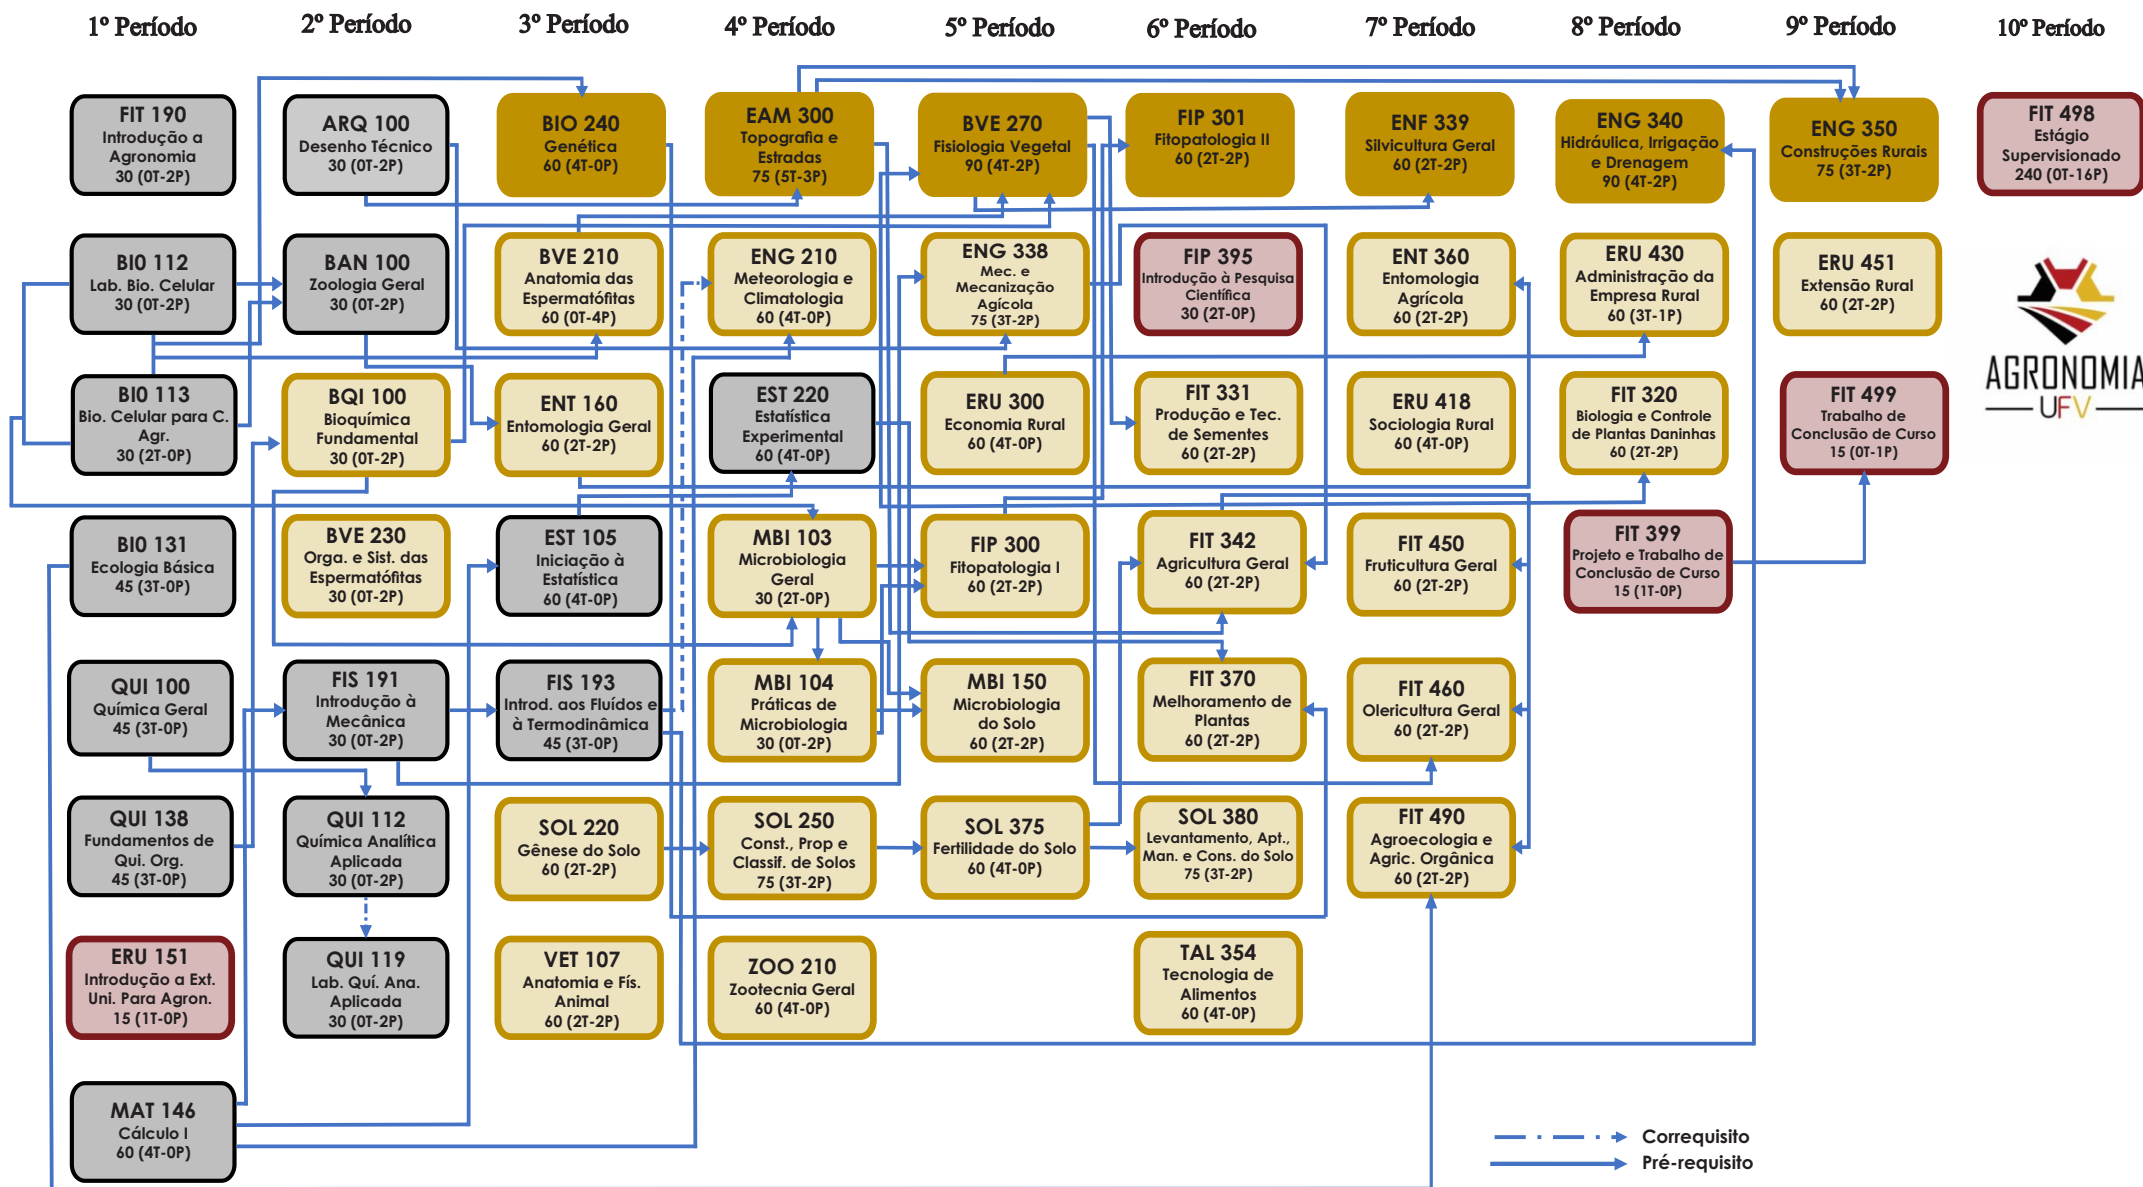 1º Período
2º Período
3º Período
4º Período
5º Período
6º Período
7º Período
8º Período
9º Período
10º Período
FIT 190
Introdução a
Agronomia
30 (0T-2P)
ARQ 100
Desenho Técnico
30 (0T-2P)
BIO 240
Genética
60 (4T-0P)
EAM 300
Topografia e
Estradas
75 (5T-3P)
BVE 270
Fisiologia Vegetal
90 (4T-2P)
FIP 301
Fitopatologia II
60 (2T-2P)
ENF 339
Silvicultura Geral
60 (2T-2P)
ENG 340
Hidráulica, Irrigação
e Drenagem
90 (4T-2P)
ENG 350
Construções Rurais
75 (3T-2P)
FIT 498
Estágio
Supervisionado
240 (0T-16P)
BI0 112
Lab. Bio. Celular
30 (0T-2P)
BAN 100
Zoologia Geral
30 (0T-2P)
BVE 210
Anatomia das
Espermatófitas
60 (0T-4P)
ENG 210
Meteorologia e
Climatologia
60 (4T-0P)
ENG 338
Mec. e
Mecanização
Agícola
75 (3T-2P)
FIP 395
Introdução à Pesquisa
Científica
30 (2T-0P)
ENT 360
Entomologia
Agrícola
60 (2T-2P)
ERU 430
Administração da
Empresa Rural
60 (3T-1P)
ERU 451
Extensão Rural
60 (2T-2P)
AGRONOMIA
UFV
BI0 113
Bio. Celular para C.
Agr.
30 (2T-0P)
BQI 100
Bioquímica
Fundamental
30 (0T-2P)
ENT 160
Entomologia Geral
60 (2T-2P)
EST 220
Estatística
Experimental
60 (4T-0P)
ERU 300
Economia Rural
60 (4T-0P)
FIT 331
Produção e Tec.
de Sementes
60 (2T-2P)
ERU 418
Sociologia Rural
60 (4T-0P)
FIT 320
Biologia e Controle
de Plantas Daninhas
60 (2T-2P)
FIT 499
Trabalho de
Conclusão de Curso
15 (0T-1P)
BI0 131
Ecologia Básica
45 (3T-0P)
BVE 230
Orga. e Sist. das
Espermatófitas
30 (0T-2P)
EST 105
Iniciação à
Estatística
60 (4T-0P)
MBI 103
Microbiologia
Geral
30 (2T-0P)
FIP 300
Fitopatologia I
60 (2T-2P)
FIT 342
Agricultura Geral
60 (2T-2P)
FIT 450
Fruticultura Geral
60 (2T-2P)
FIT 399
Projeto e Trabalho de
Conclusão de Curso
15 (1T-0P)
QUI 100
Química Geral
45 (3T-0P)
FIS 191
Introdução à
Mecânica
30 (0T-2P)
FIS 193
Introd. aos Fluídos e
à Termodinâmica
45 (3T-0P)
MBI 104
Práticas de
Microbiologia
30 (0T-2P)
MBI 150
Microbiologia
do Solo
60 (2T-2P)
FIT 370
Melhoramento de
Plantas
60 (2T-2P)
FIT 460
Olericultura Geral
60 (2T-2P)
QUI 138
Fundamentos de
Qui. Org.
45 (3T-0P)
QUI 112
Química Analítica
Aplicada
30 (0T-2P)
SOL 220
Gênese do Solo
60 (2T-2P)
SOL 250
Const., Prop e
Classif. de Solos
75 (3T-2P)
SOL 375
Fertilidade do Solo
60 (4T-0P)
SOL 380
Levantamento, Apt.,
Man. e Cons. do Solo
75 (3T-2P)
FIT 490
Agroecologia e
Agric. Orgânica
60 (2T-2P)
ERU 151
Introdução a Ext.
Uni. Para Agron.
15 (1T-0P)
QUI 119
Lab. Quí. Ana.
Aplicada
30 (0T-2P)
VET 107
Anatomia e Fís.
Animal
60 (2T-2P)
ZOO 210
Zootecnia Geral
60 (4T-0P)
TAL 354
Tecnologia de
Alimentos
60 (4T-0P)
MAT 146
Cálculo I
60 (4T-0P)
Correquisito
Pré-requisito